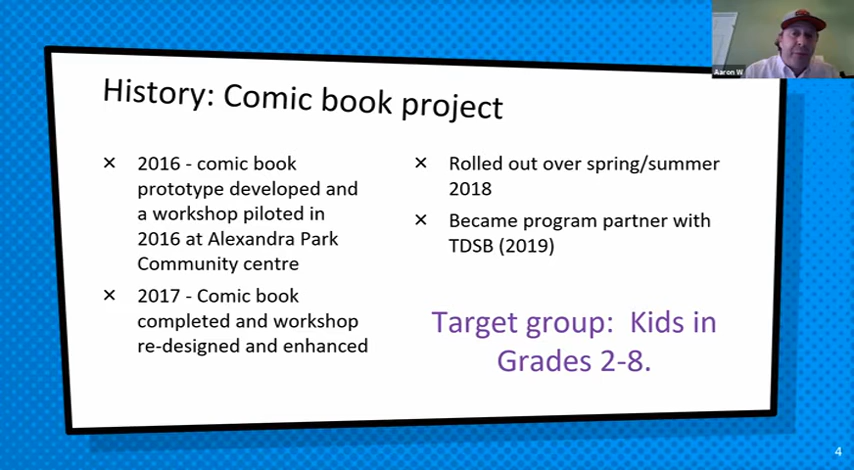 Aaron W
History: Comic book project
× 2016 - comic book
prototype developed and
a workshop piloted in
2016 at Alexandra Park
Community centre
× 2017 - Comic book
completed and workshop
re-designed and enhanced
× Rolled out over spring/summer
2018
× Became program partner with
TDSB (2019)
Target group: Kids in
Grades 2-8.
4